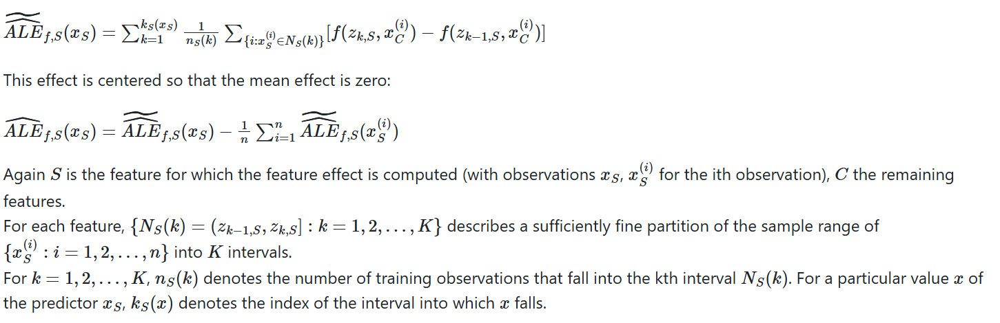 $\widetilde{\widehat{ALE}}_{f,S}(x_S) = \sum_{k=1}^{k_S(x_S)} \frac{1}{n_S(k)} \sum_{\{i:x_S^{(i)} \in N_S(k)\}} [f(z_{k,S}, x_C^{(i)}) - f(z_{k-1,S}, x_C^{(i)})]$
This effect is centered so that the mean effect is zero:
$\widehat{ALE}_{f,S}(x_S) = \widetilde{\widehat{ALE}}_{f,S}(x_S) - \frac{1}{n} \sum_{i=1}^{n} \widetilde{\widehat{ALE}}_{f,S}(x_S^{(i)})$
Again $S$ is the feature for which the feature effect is computed (with observations $x_S$, $x_S^{(i)}$ for the ith observation), $C$ the remaining
features.
For each feature, $\{N_S(k) = (z_{k-1,S}, z_{k,S}] : k = 1, 2, \ldots, K\}$ describes a sufficiently fine partition of the sample range of
$\{x_S^{(i)} : i = 1, 2, \ldots, n\}$ into $K$ intervals.
For $k = 1, 2, \ldots, K$, $n_S(k)$ denotes the number of training observations that fall into the kth interval $N_S(k)$. For a particular value $x$ of
the predictor $x_S$, $k_S(x)$ denotes the index of the interval into which $x$ falls.